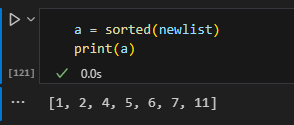 a = sorted(newlist)
print(a)
[121]
0.0s
... [1, 2, 4, 5, 6, 7, 11]